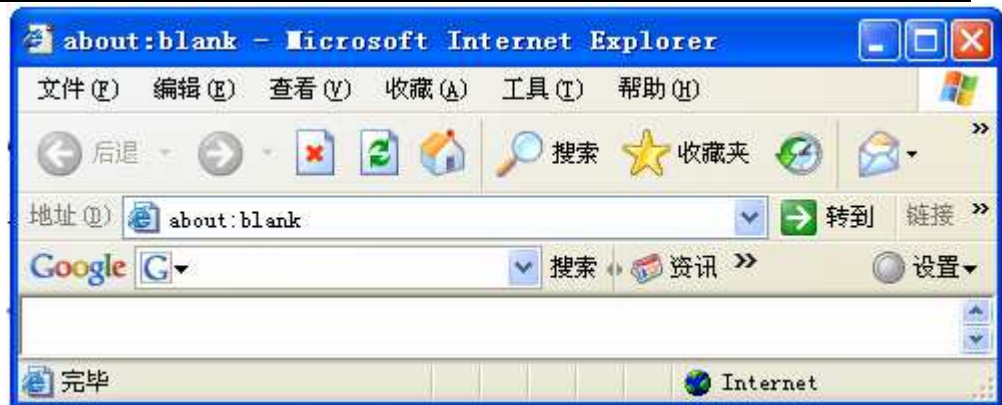 about:blank - Microsoft Internet Explorer
文件(F) 编辑(E) 查看(V) 收藏(A) 工具(T) 帮助(H)
后退 搜索 收藏夹 »
地址(D) about:blank 转到 链接 »
Google G 搜索 资讯 » 设置
完毕 Internet